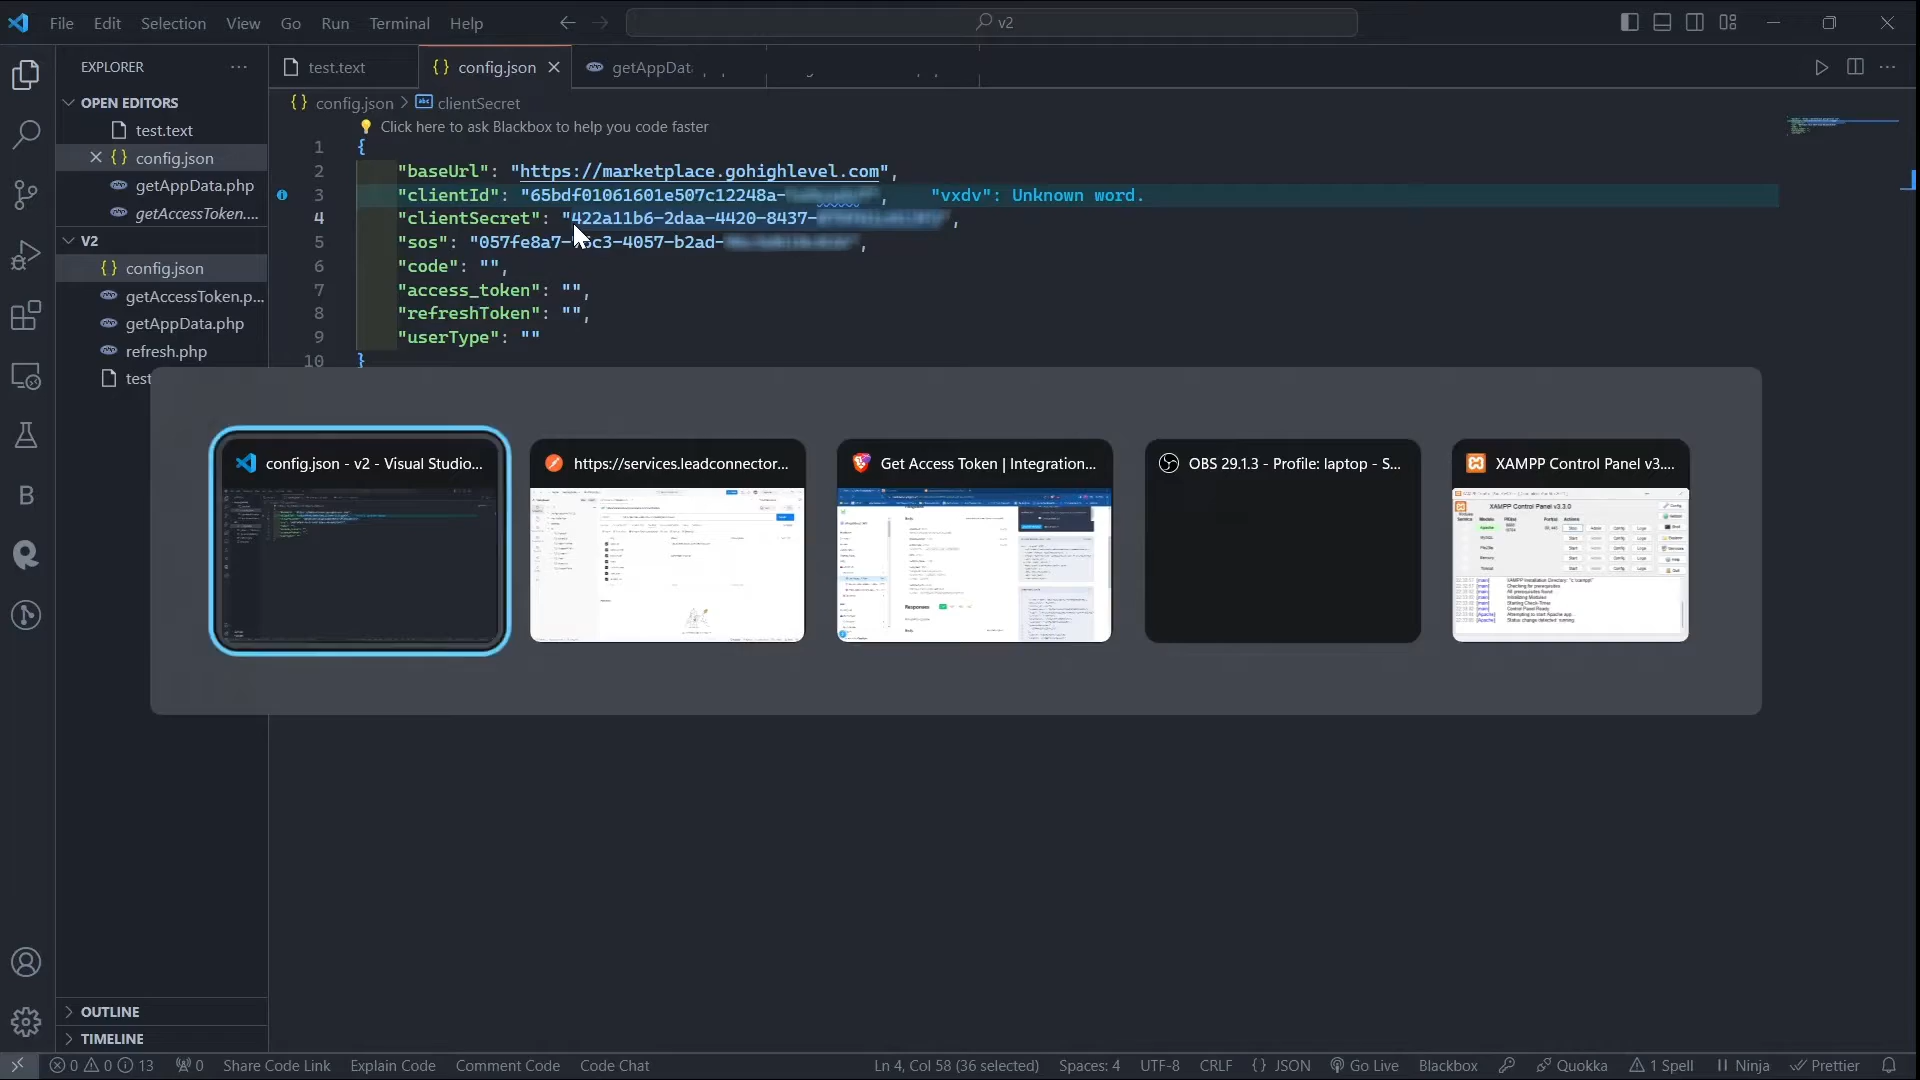 File Edit Selection View Go Run Terminal Help
v2
EXPLORER
test.text
config.json
getAppDat
OPEN EDITORS
test.text
config.json
getAppData.php
getAccessToken....
V2
config.json
getAccessToken.p...
getAppData.php
refresh.php
test
config.json > clientSecret
Click here to ask Blackbox to help you code faster
1 {
2 "baseUrl": "https://marketplace.gohighlevel.com",
3 "clientId": "65bdf01061601e507c12248a- ", "vxdv": Unknown word.
4 "clientSecret": "422a11b6-2daa-4420-8437- ",
5 "sos": "057fe8a7- c3-4057-b2ad- ",
6 "code": "",
7 "access_token": "",
8 "refreshToken": "",
9 "userType": ""
10 }
config.json - v2 - Visual Studio...
https://services.leadconnector...
Get Access Token | Integration...
OBS 29.1.3 - Profile: laptop - S...
XAMPP Control Panel v3....
XAMPP Control Panel v3.3.0
Responses
B
OUTLINE
TIMELINE
0 0 13 0 Share Code Link Explain Code Comment Code Code Chat
Ln 4, Col 58 (36 selected) Spaces: 4 UTF-8 CRLF {} JSON Go Live Blackbox Quokka 1 Spell Ninja Prettier